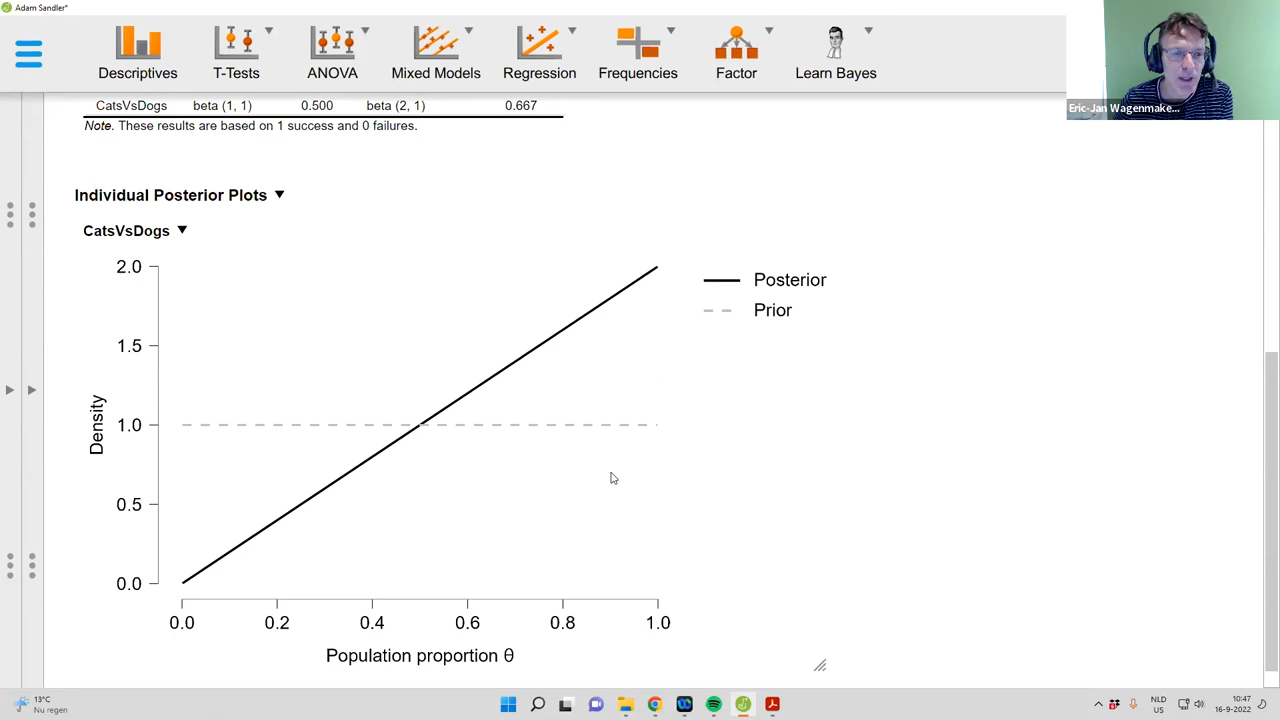 Adam Sandler*
Descriptives
T-Tests
ANOVA
Mixed Models
Regression
Frequencies
Factor
Learn Bayes
Eric-Jan Wagenmake...
CatsVsDogs beta (1, 1) 0.500 beta (2, 1) 0.667
Note. These results are based on 1 success and 0 failures.
Individual Posterior Plots
CatsVsDogs
2.0
1.5
1.0
0.5
0.0
Density
0.0 0.2 0.4 0.6 0.8 1.0
Population proportion θ
Posterior
Prior
13°C
Nu regen
NLD
US
10:47
16-9-2022